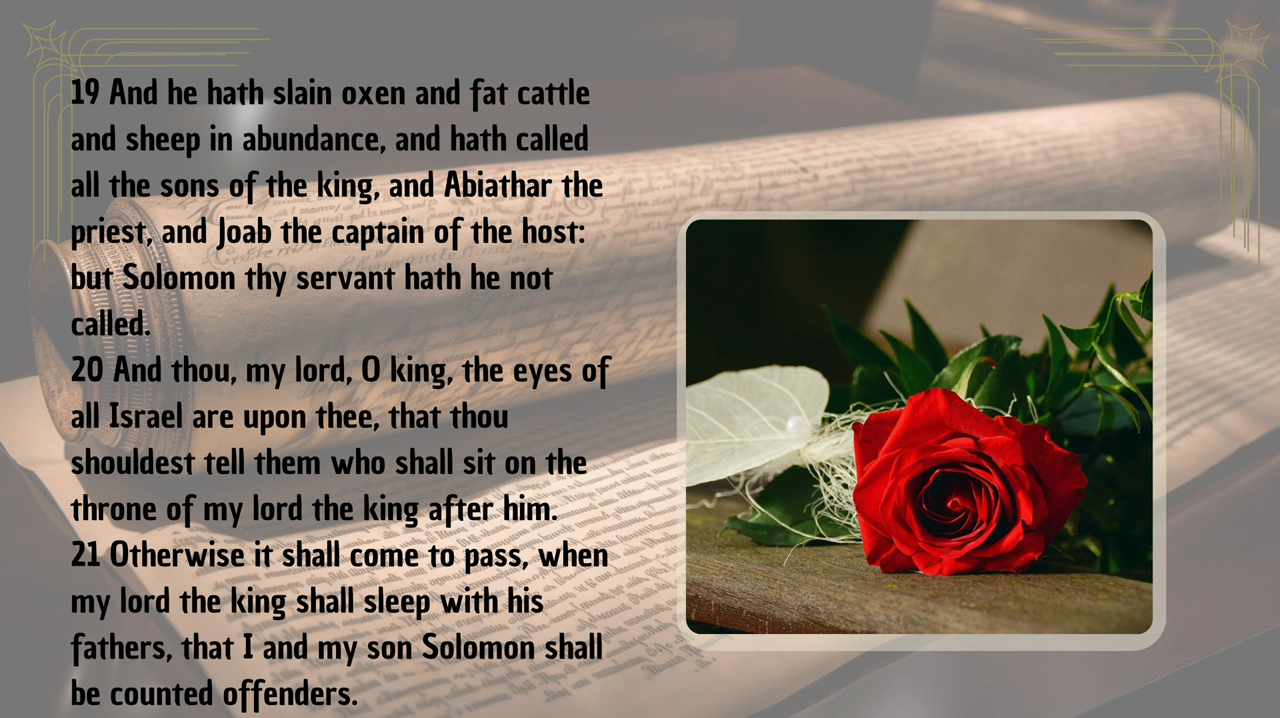 19 And he hath slain oxen and fat cattle
and sheep in abundance, and hath called
all the sons of the king, and Abiathar the
priest, and Joab the captain of the host:
but Solomon thy servant hath he not
called.
20 And thou, my lord, O king, the eyes of
all Israel are upon thee, that thou
shouldest tell them who shall sit on the
throne of my lord the king after him.
21 Otherwise it shall come to pass, when
my lord the king shall sleep with his
fathers, that I and my son Solomon shall
be counted offenders.